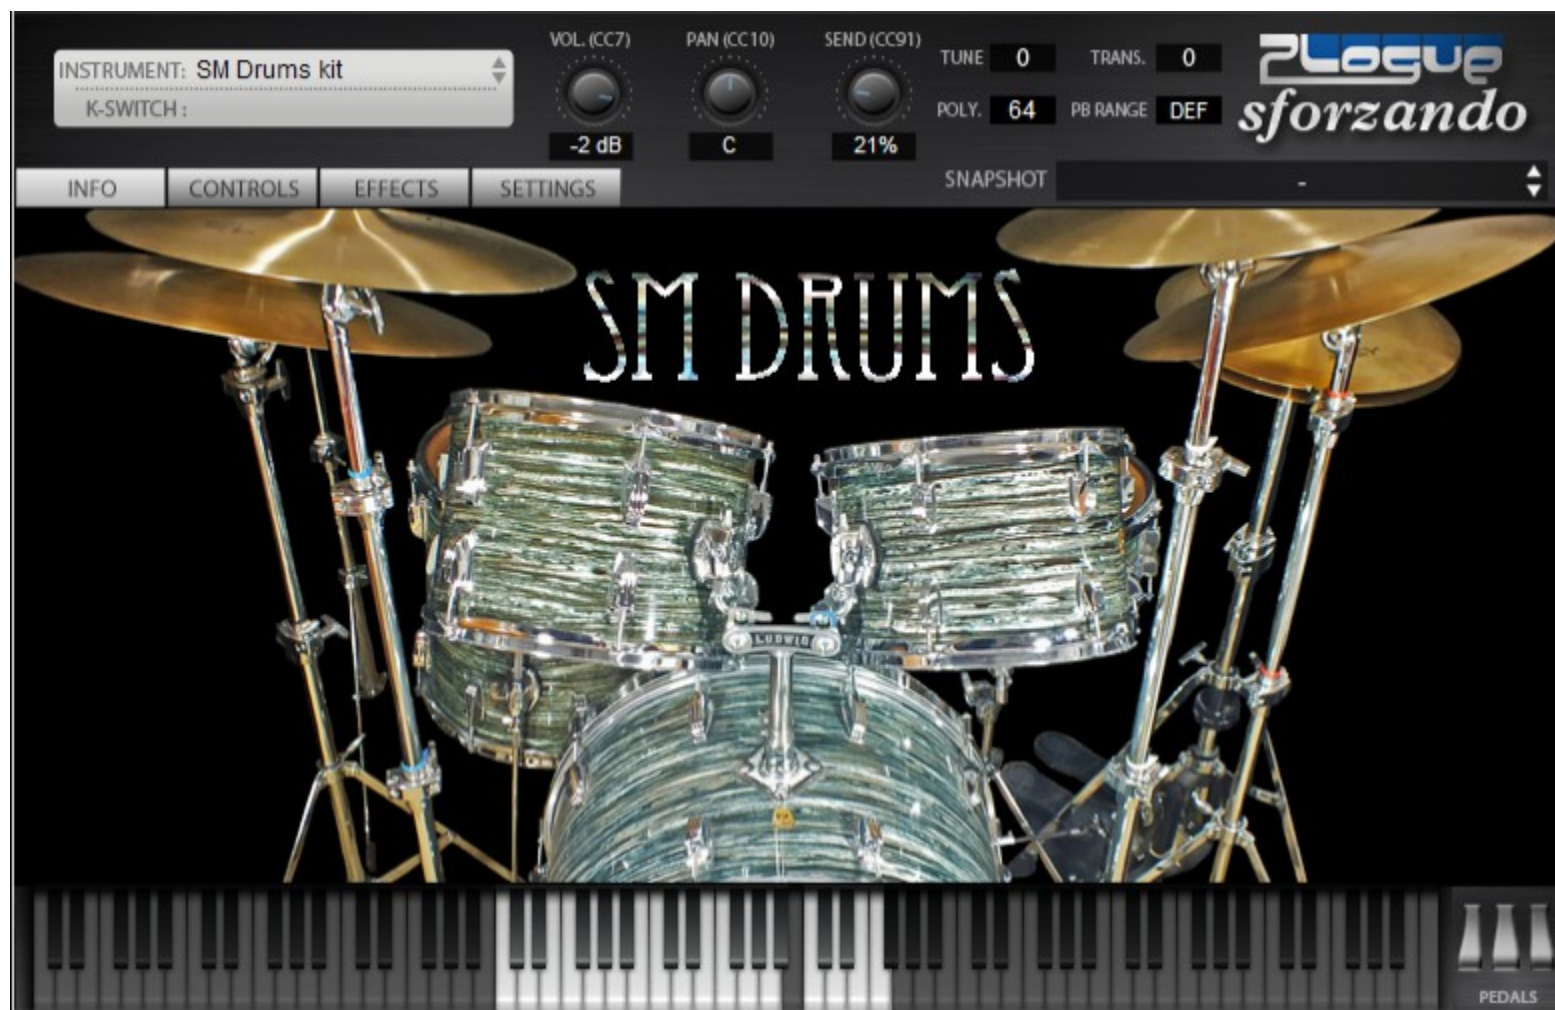 INSTRUMENT: SM Drums kit
K-SWITCH :
VOL. (CC7)
-2 dB
PAN (CC10)
C
SEND (CC91)
21%
TUNE 0
TRANS. 0
POLY. 64
PB RANGE DEF
PLOGUE
sforzando
INFO
CONTROLS
EFFECTS
SETTINGS
SNAPSHOT -
SM DRUMS
LUDWIG
PEDALS